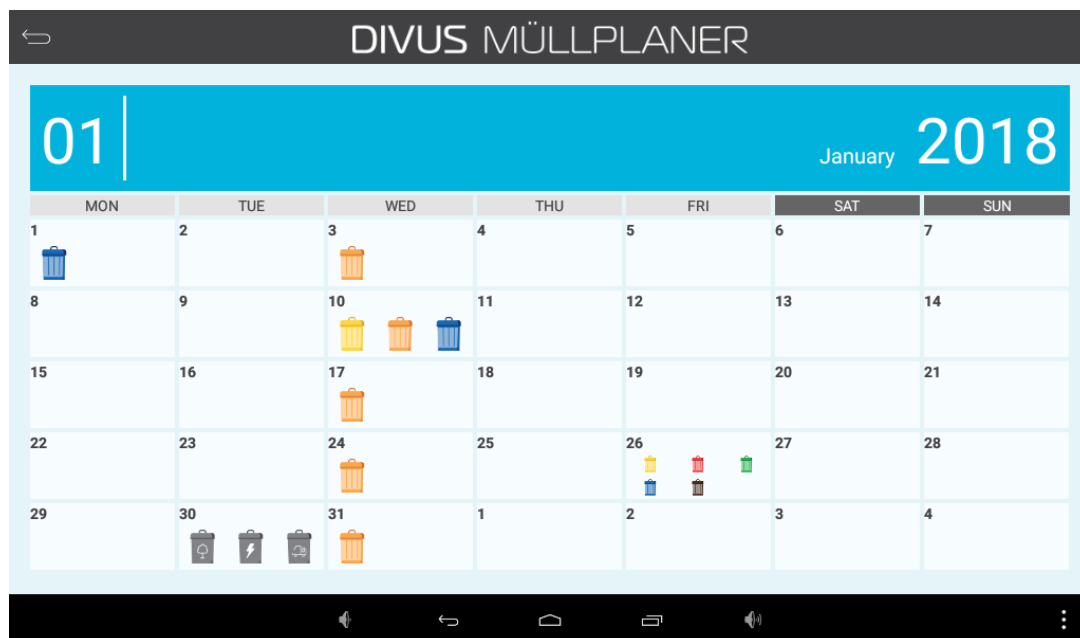 DIVUS MÜLLPLANER
01
January 2018
MON TUE WED THU FRI SAT SUN
1 2 3 4 5 6 7
8 9 10 11 12 13 14
15 16 17 18 19 20 21
22 23 24 25 26 27 28
29 30 31 1 2 3 4